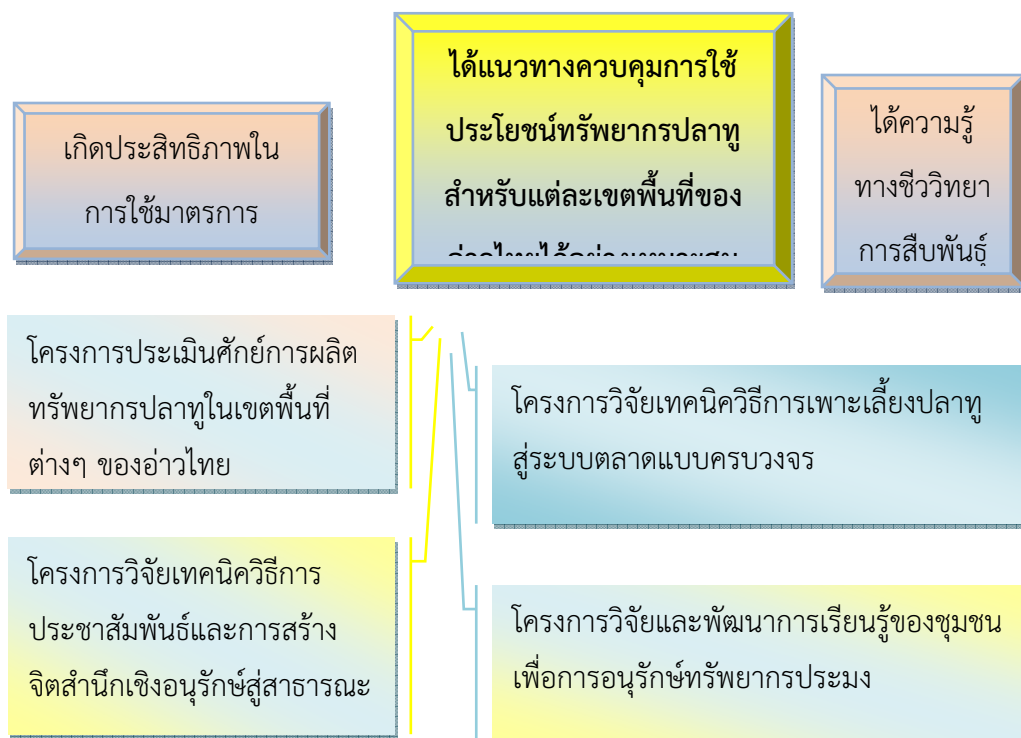 เกิดประสิทธิภาพใน
การใช้มาตรการ
ได้แนวทางควบคุมการใช้
ประโยชน์ทรัพยากรปลาทู
สำหรับแต่ละเขตพื้นที่ของ
ได้ความรู้
ทางชีววิทยา
การสืบพันธุ์
โครงการประเมินศักย์การผลิต
ทรัพยากรปลาทูในเขตพื้นที่
ต่างๆ ของอ่าวไทย
โครงการวิจัยเทคนิควิธีการเพาะเลี้ยงปลาทู
สู่ระบบตลาดแบบครบวงจร
โครงการวิจัยเทคนิควิธีการ
ประชาสัมพันธ์และการสร้าง
จิตสำนึกเชิงอนุรักษ์สู่สาธารณะ
โครงการวิจัยและพัฒนาการเรียนรู้ของชุมชน
เพื่อการอนุรักษ์ทรัพยากรประมง